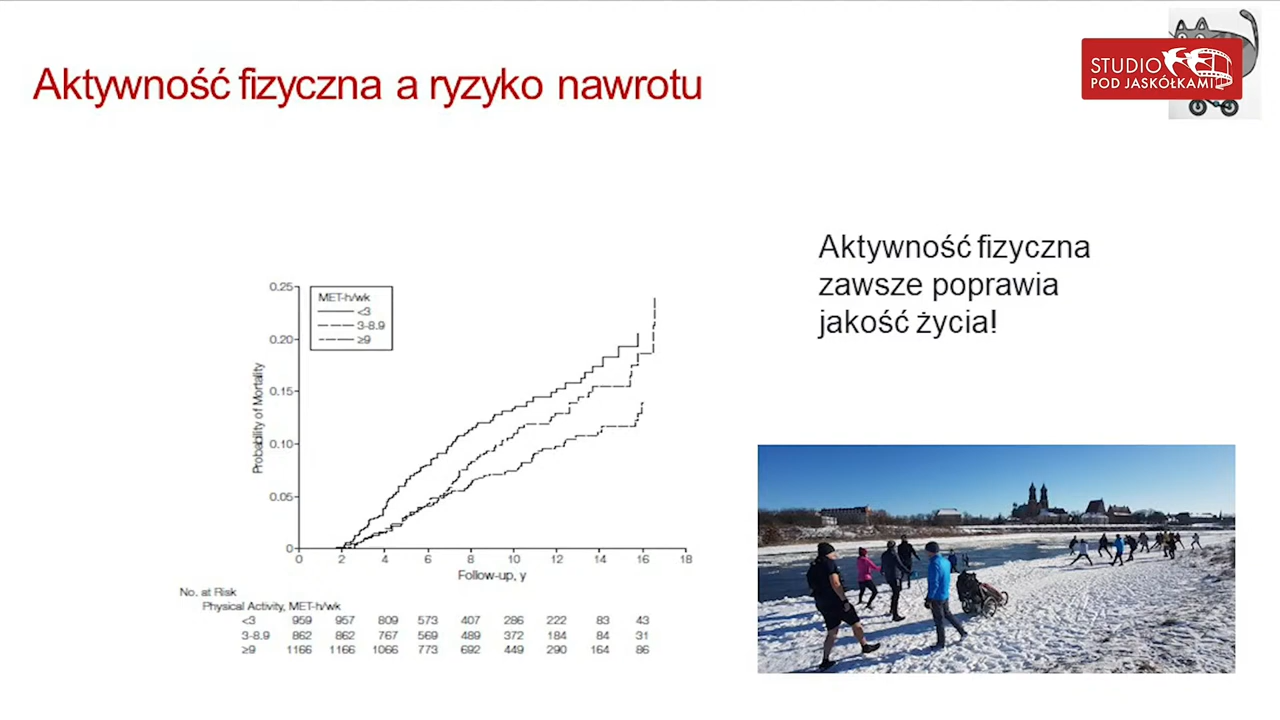 Aktywność fizyczna a ryzyko nawrotu
STUDIO
POD JASKÓŁKAMI
Aktywność fizyczna
zawsze poprawia
jakość życia!
MET-h/wk
<3
3-8.9
≥9
Probability of Mortality
0.25
0.20
0.15
0.10
0.05
0
0 2 4 6 8 10 12 14 16 18
Follow-up, y
No. at Risk
Physical Activity, MET-h/wk
<3 959 957 809 573 407 286 222 83 43
3-8.9 862 862 767 569 489 372 184 84 31
≥9 1166 1166 1066 773 692 449 290 164 86